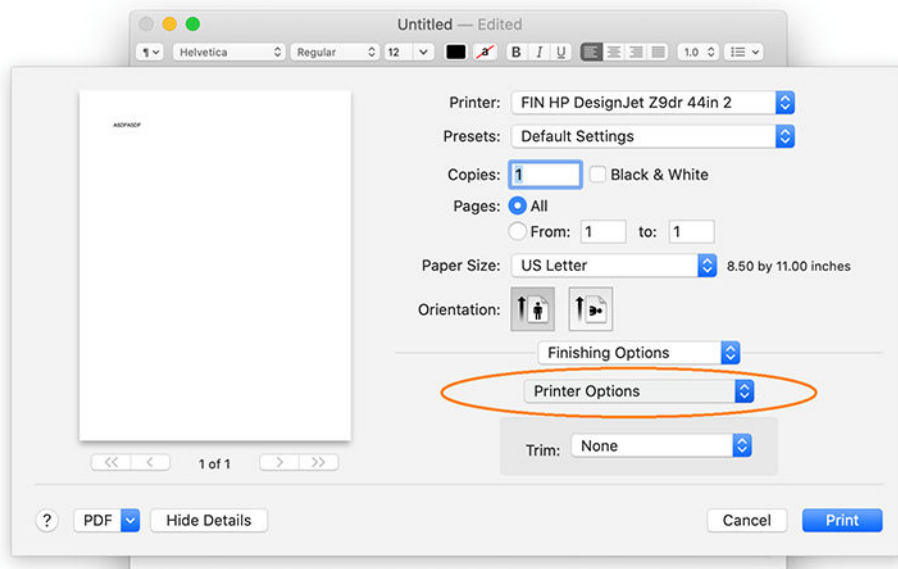 Untitled — Edited
¶ Helvetica Regular 12 a B I U 1.0
ASDFASDF
Printer: FIN HP DesignJet Z9dr 44in 2
Presets: Default Settings
Copies: 1 Black & White
Pages: All
From: 1 to: 1
Paper Size: US Letter 8.50 by 11.00 inches
Orientation:
Finishing Options
Printer Options
Trim: None
1 of 1
? PDF Hide Details Cancel Print